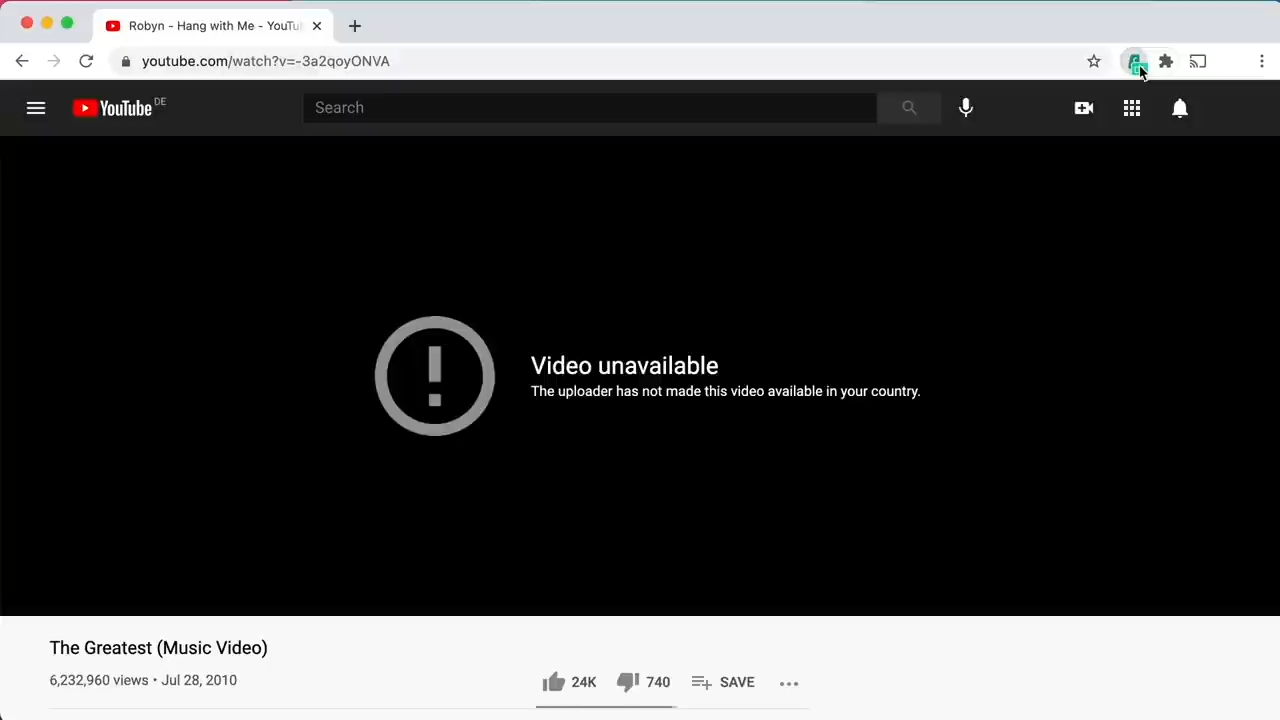 Robyn - Hang with Me - YouTu
youtube.com/watch?v=-3a2qoyONVA
YouTube DE
Search
Video unavailable
The uploader has not made this video available in your country.
The Greatest (Music Video)
6,232,960 views • Jul 28, 2010
24K
740
SAVE